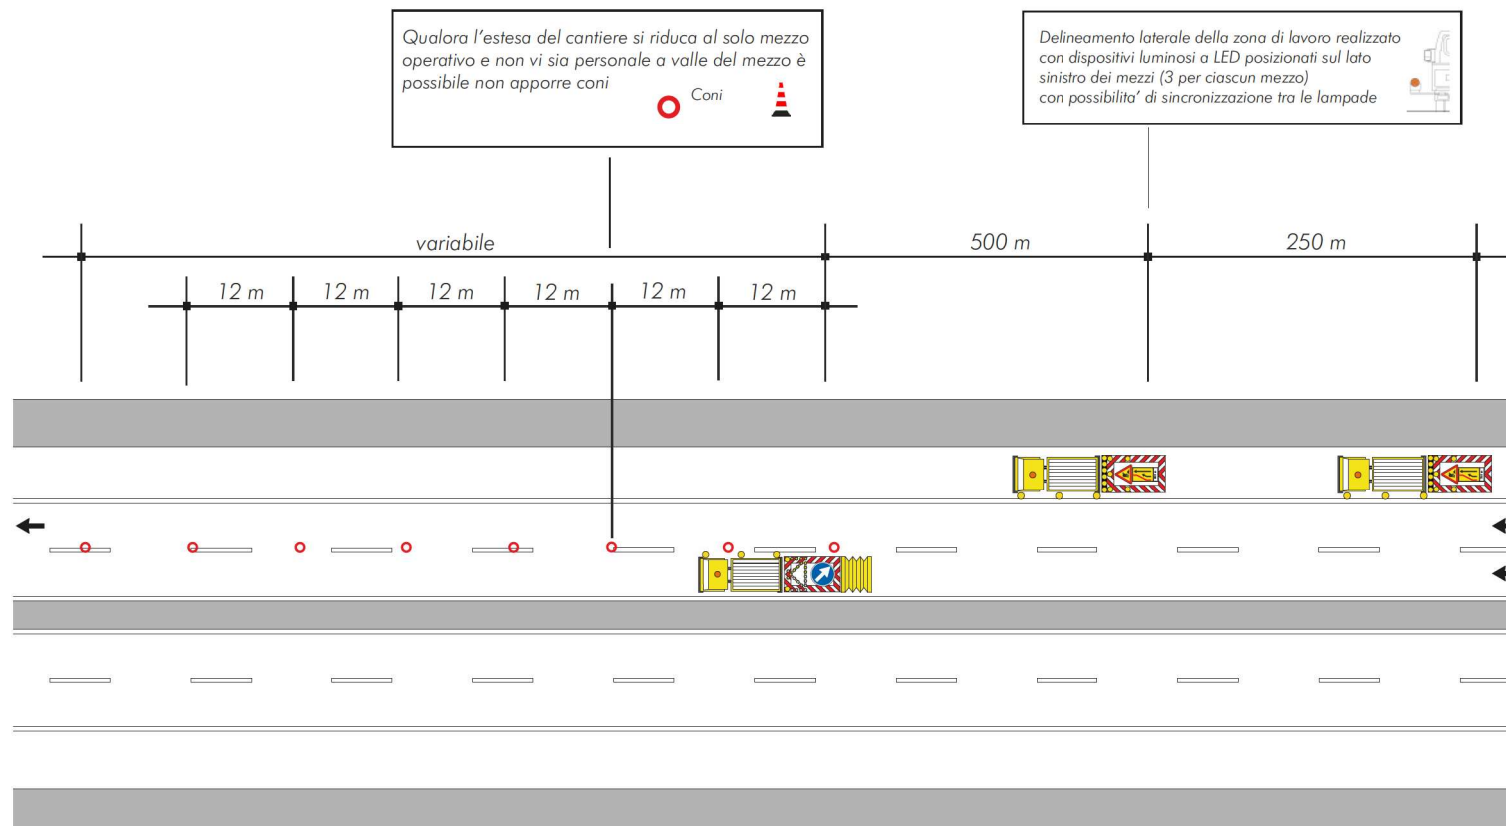 Qualora l'estesa del cantiere si riduca al solo mezzo
operativo e non vi sia personale a valle del mezzo è
possibile non apporre coni
Coni
Delineamento laterale della zona di lavoro realizzato
con dispositivi luminosi a LED posizionati sul lato
sinistro dei mezzi (3 per ciascun mezzo)
con possibilita' di sincronizzazione tra le lampade
variabile
500 m
250 m
12 m
12 m
12 m
12 m
12 m
12 m